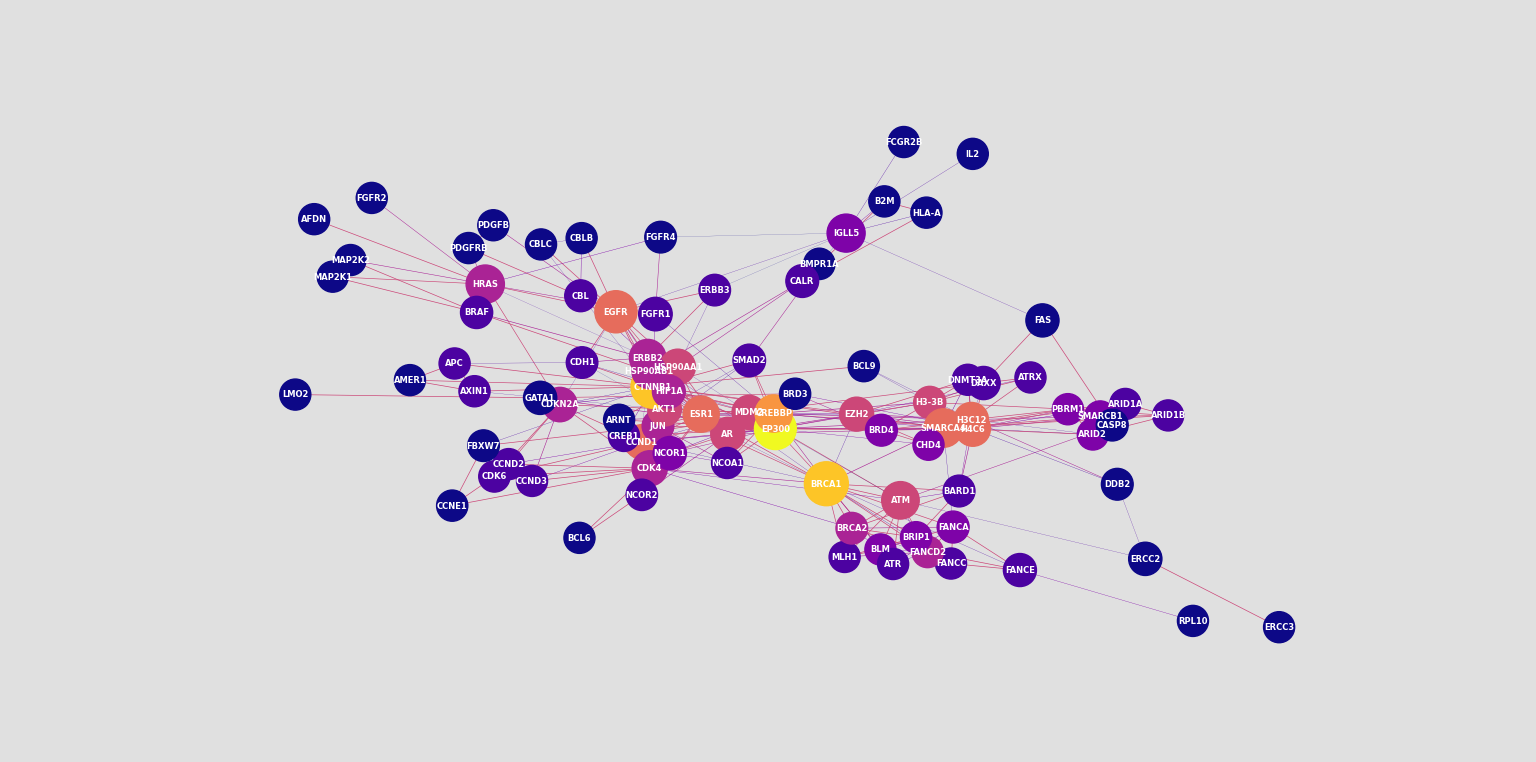 FCGR2B
IL2
FGFR2
B2M
AFDN
HLA-A
PDGFB
IGLL5
FGFR4
CBLB
CBLC
PDGFRB
MAP2K2
BMPR1A
MAP2K1
CALR
HRAS
ERBB3
CBL
BRAF
EGFR
FGFR1
FAS
ERBB2
SMAD2
CDH1
APC
BCL9
HSP90AA1
HSP90AB1
ATRX
AMER1
DNMT3A
DAXX
CTNNB1
AXIN1
HIF1A
LMO2
BRD3
GATA1
H3-3B
CDKN2A
ARID1A
AKT1
PBRM1
MDM2
CREBBP
ESR1
EZH2
ARID1B
SMARCB1
ARNT
H3C12
CASP8
JUN
SMARCA4
EP300
H4C6
BRD4
AR
ARID2
CREB1
CCND1
FBXW7
CHD4
NCOR1
CCND2
NCOA1
CDK4
CDK6
CCND3
BRCA1
DDB2
BARD1
NCOR2
ATM
CCNE1
FANCA
BRCA2
BRIP1
BCL6
BLM
FANCD2
MLH1
ERCC2
ATR
FANCC
FANCE
RPL10
ERCC3